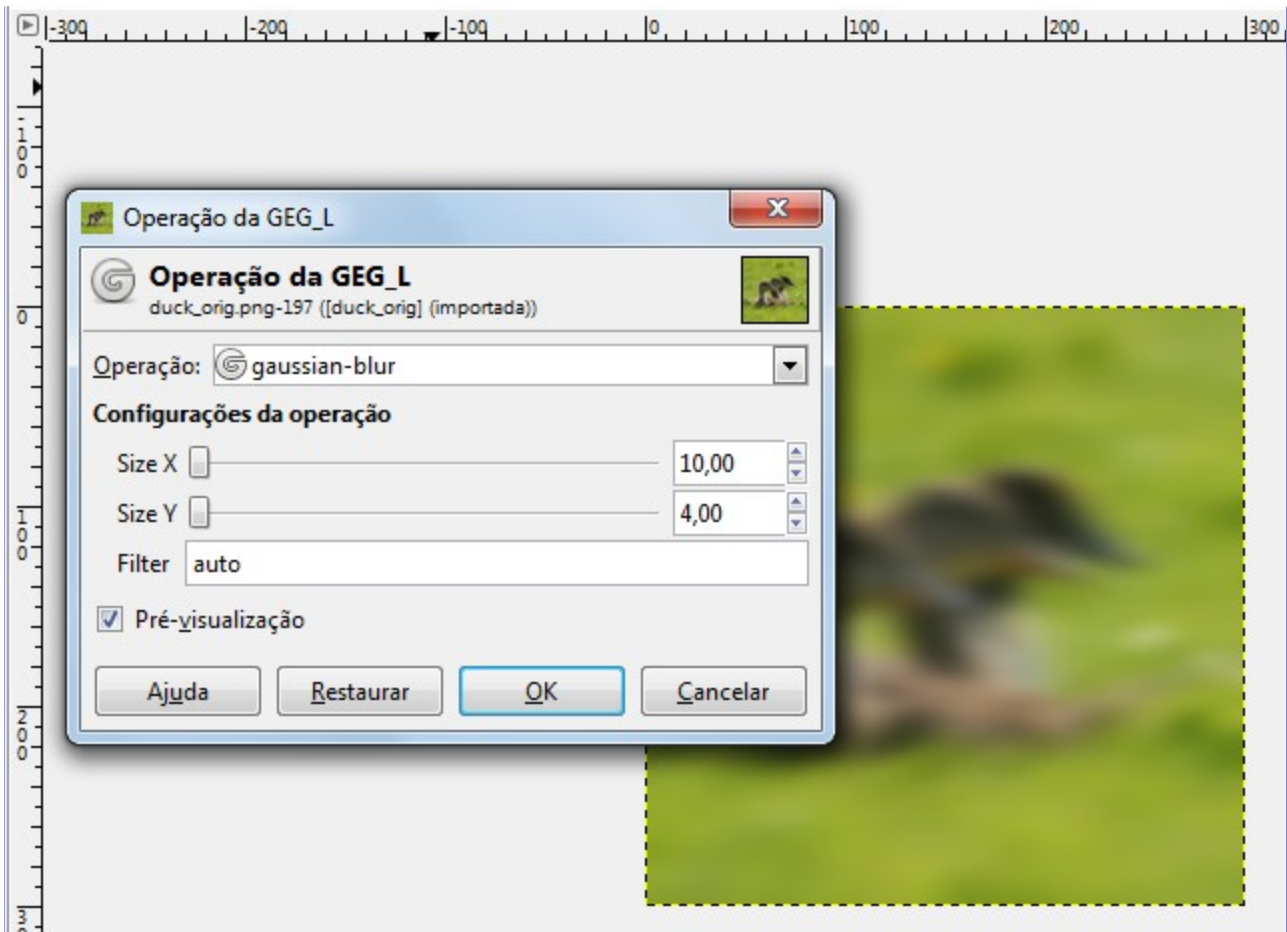 -300 -200 -100 0 100 200 300
-100
0
100
200
Operação da GEG_L
Operação da GEG_L
duck_orig.png-197 ([duck_orig] (importada))
Operação: gaussian-blur
Configurações da operação
Size X 10,00
Size Y 4,00
Filter auto
Pré-visualização
Ajuda Restaurar OK Cancelar